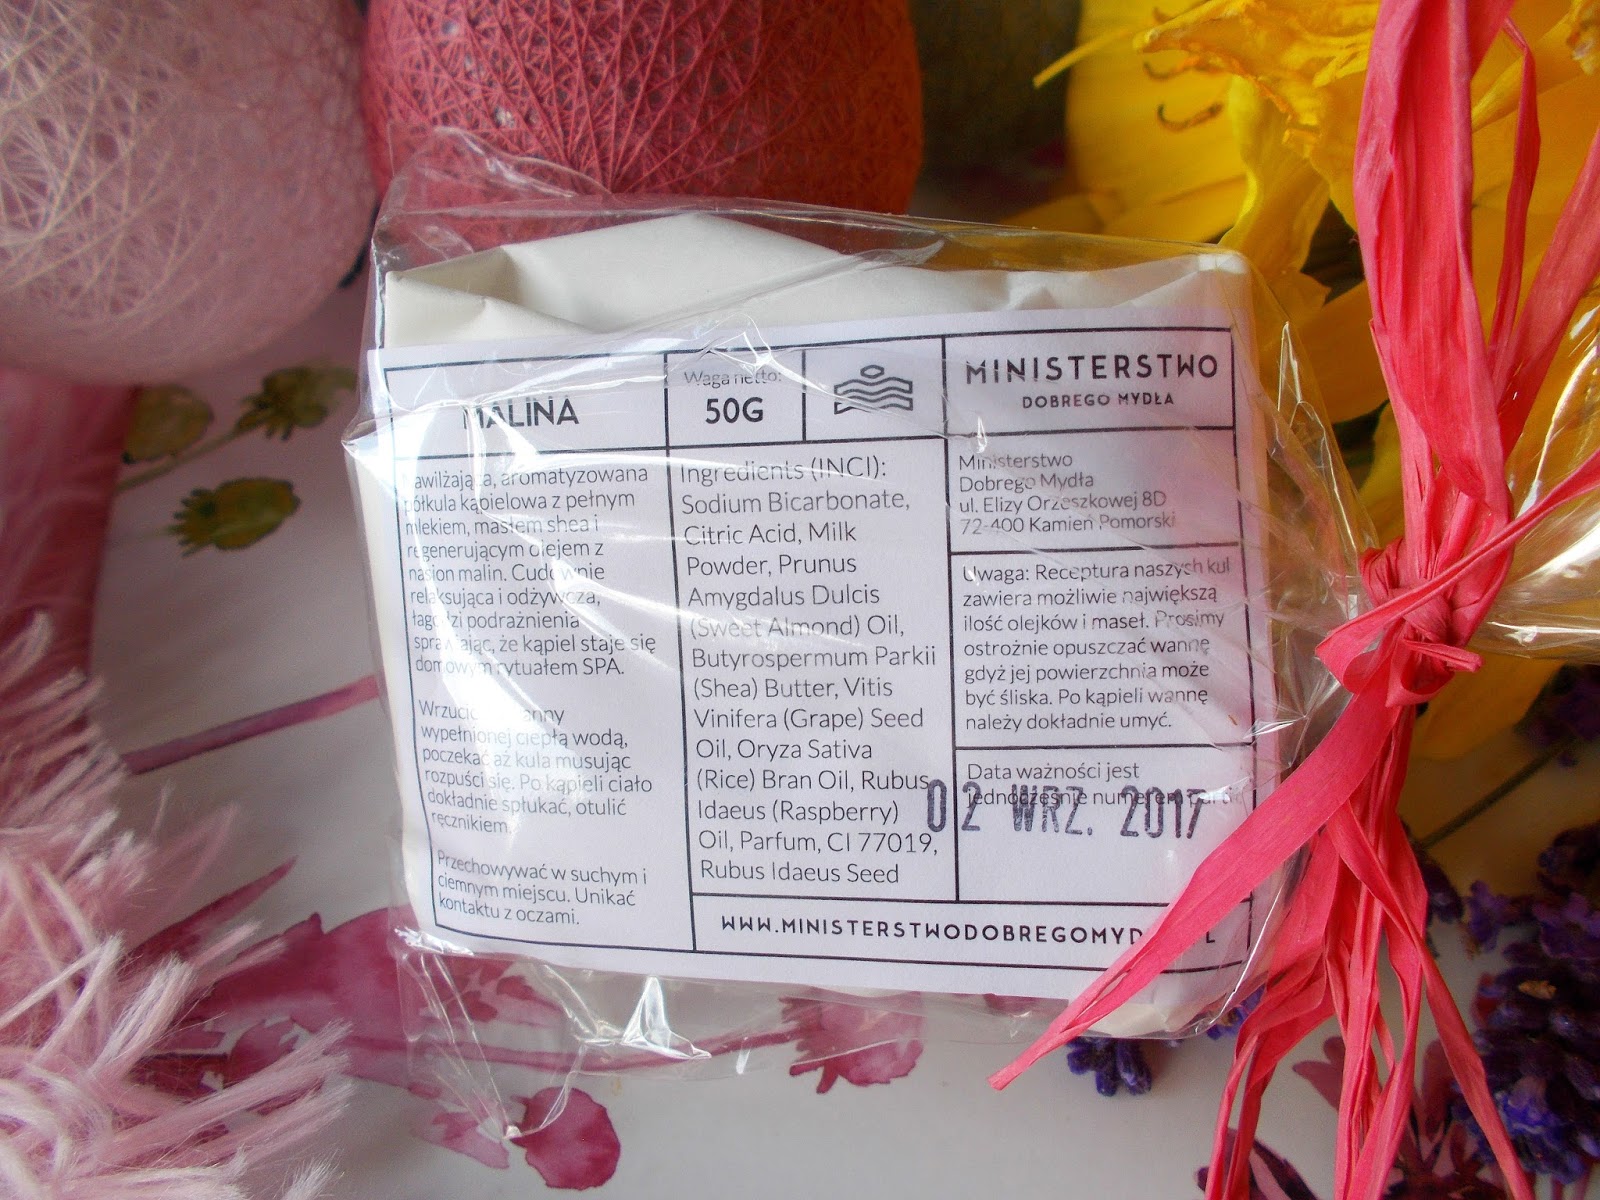 MALINA
Waga netto:
50G
MINISTERSTWO
DOBREGO MYDŁA
Nawilżająca, aromatyzowana
półkula kąpielowa z pełnym
mlekiem, masłem shea i
regenerującym olejem z
nasion malin. Cudownie
relaksująca i odżywcza,
łagodzi podrażnienia
sprawiając, że kąpiel staje się
domowym rytuałem SPA.
Wrzucić wanny
wypełnionej ciepłą wodą,
poczekać aż kula musując
rozpuści się. Po kąpieli ciało
dokładnie spłukać, otulić
ręcznikiem.
Przechowywać w suchym i
ciemnym miejscu. Unikać
kontaktu z oczami.
Ingredients (INCI):
Sodium Bicarbonate,
Citric Acid, Milk
Powder, Prunus
Amygdalus Dulcis
(Sweet Almond) Oil,
Butyrospermum Parkii
(Shea) Butter, Vitis
Vinifera (Grape) Seed
Oil, Oryza Sativa
(Rice) Bran Oil, Rubus
Idaeus (Raspberry)
Oil, Parfum, CI 77019,
Rubus Idaeus Seed
Ministerstwo
Dobrego Mydła
ul. Elizy Orzeszkowej 8D
72-400 Kamień Pomorski
Uwaga: Receptura naszych kul
zawiera możliwie największą
ilość olejków i maseł. Prosimy
ostrożnie opuszczać wannę
gdyż jej powierzchnia może
być śliska. Po kąpieli wannę
należy dokładnie umyć.
Data ważności jest
jednocześnie numerem
02 WRZ. 2017